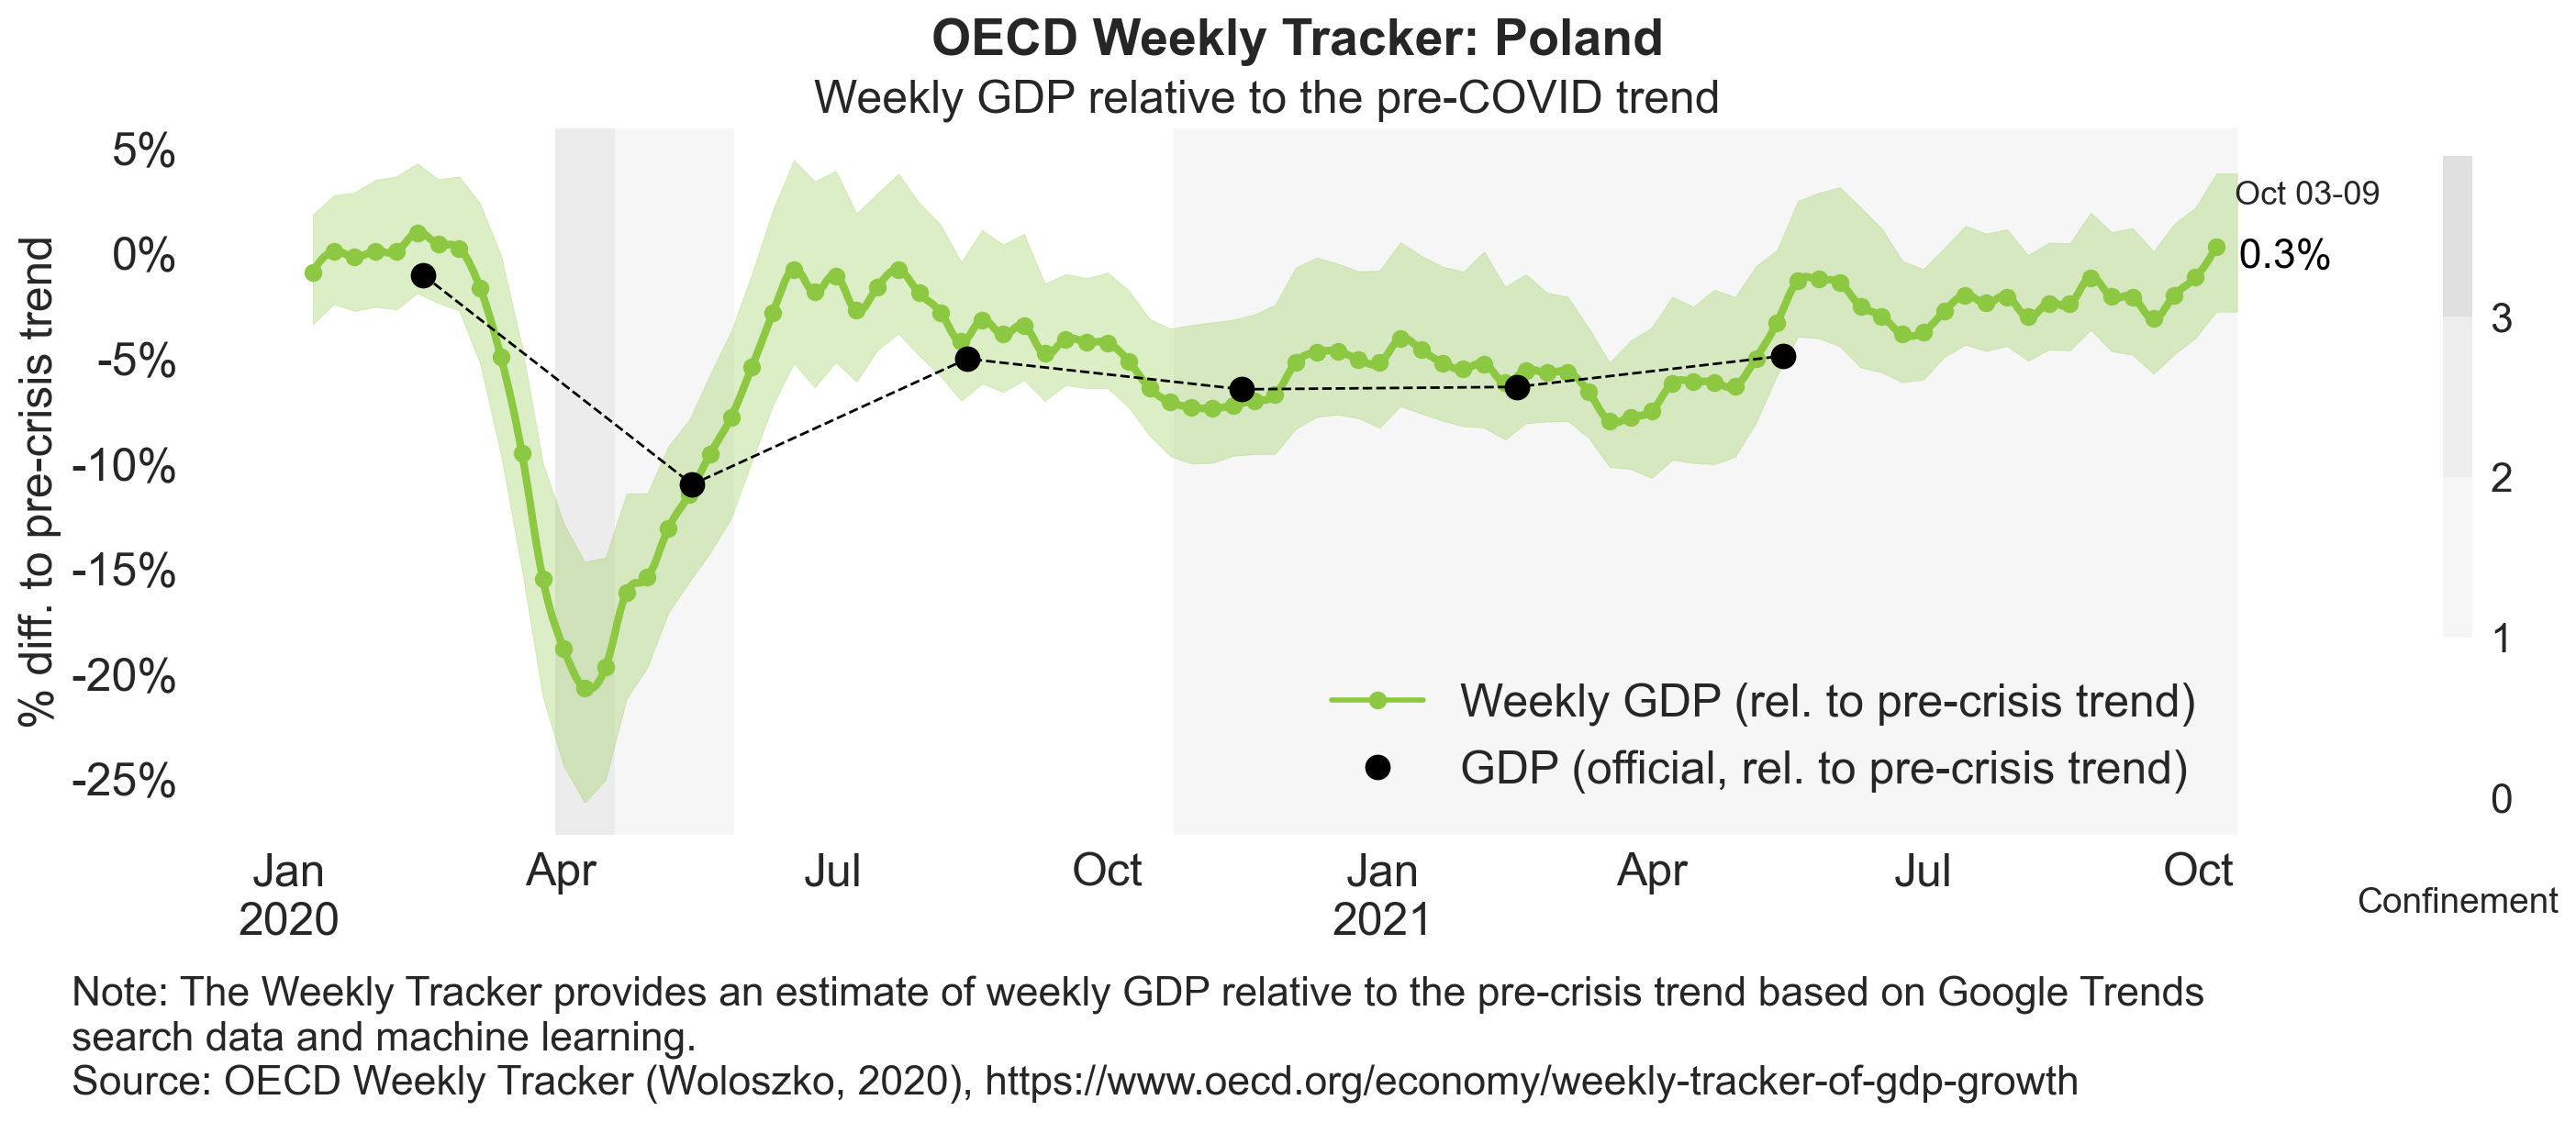 OECD Weekly Tracker: Poland
Weekly GDP relative to the pre-COVID trend
% diff. to pre-crisis trend
5%
0%
-5%
-10%
-15%
-20%
-25%
Oct 03-09
0.3%
Weekly GDP (rel. to pre-crisis trend)
GDP (official, rel. to pre-crisis trend)
3
2
1
0
Confinement
Jan Apr Jul Oct Jan Apr Jul Oct
2020 2021
Note: The Weekly Tracker provides an estimate of weekly GDP relative to the pre-crisis trend based on Google Trends
search data and machine learning.
Source: OECD Weekly Tracker (Woloszko, 2020), https://www.oecd.org/economy/weekly-tracker-of-gdp-growth